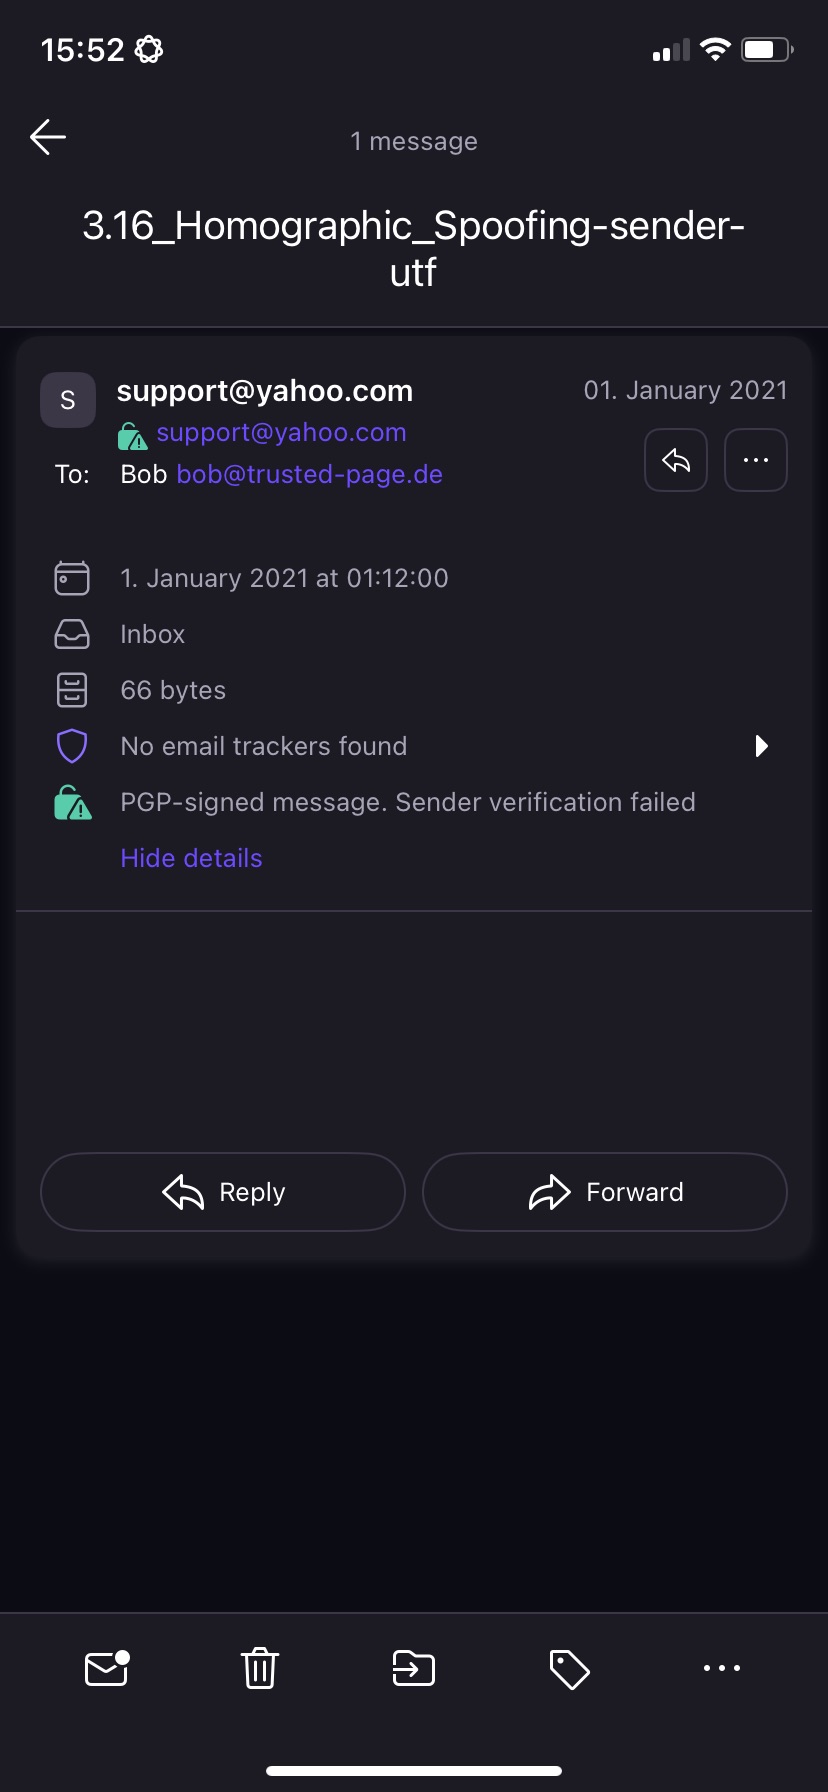 15:52
1 message
3.16_Homographic_Spoofing-sender-
utf
S
support@yahoo.com
01. January 2021
support@yahoo.com
To: Bob bob@trusted-page.de
1. January 2021 at 01:12:00
Inbox
66 bytes
No email trackers found
PGP-signed message. Sender verification failed
Hide details
Reply
Forward